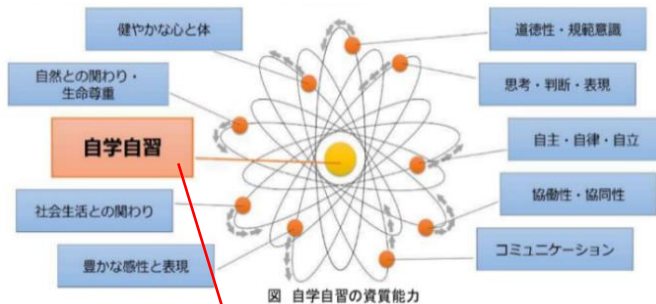 健やかな心と体
道徳性・規範意識
自然との関わり・
生命尊重
思考・判断・表現
自学自習
自主・自律・自立
社会生活との関わり
協働性・協同性
豊かな感性と表現
コミュニケーション
図 自学自習の資質能力